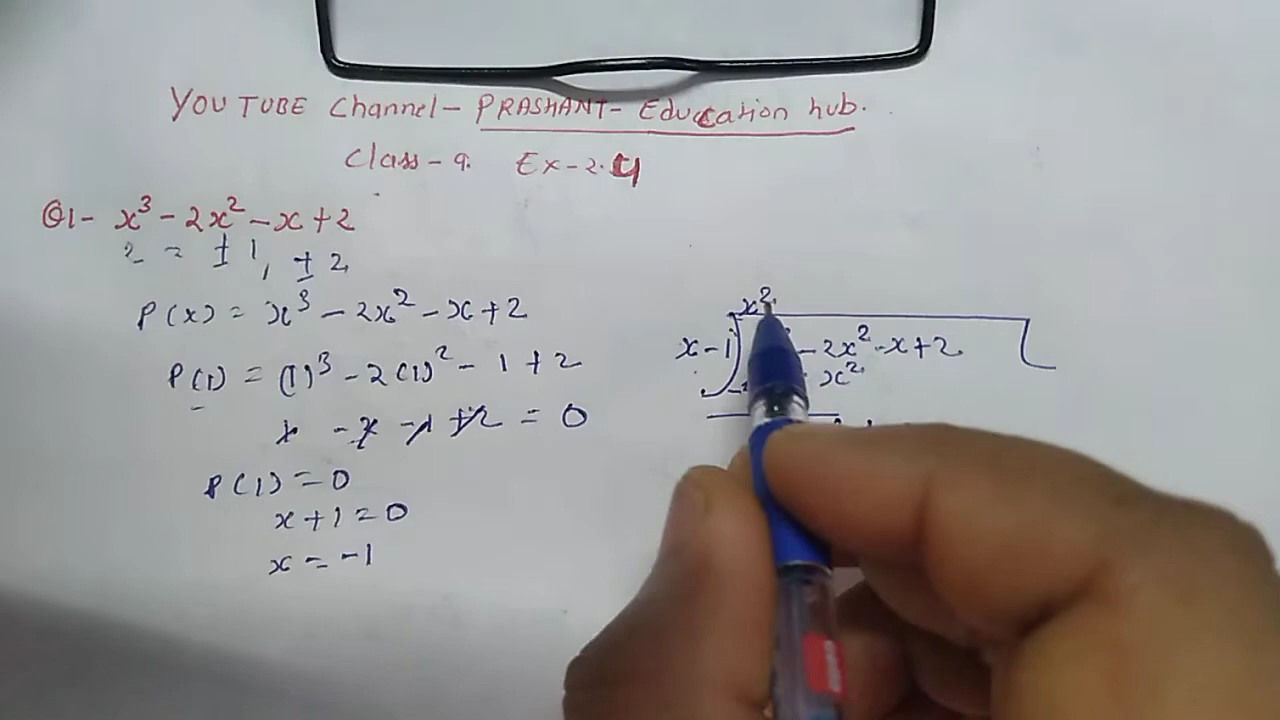 YOU TUBE Channel - PRASHANT - Education hub.
Class - 9. Ex - 2.4
Q1- x³ - 2x² - x + 2
2 = ± 1, ± 2
P(x) = x³ - 2x² - x + 2
P(1) = (1)³ - 2(1)² - 1 + 2
1 - 2 - 1 + 2 = 0
P(1) = 0
x + 1 = 0
x = -1
x²
x - 1 - 2x² - x + 2
x²